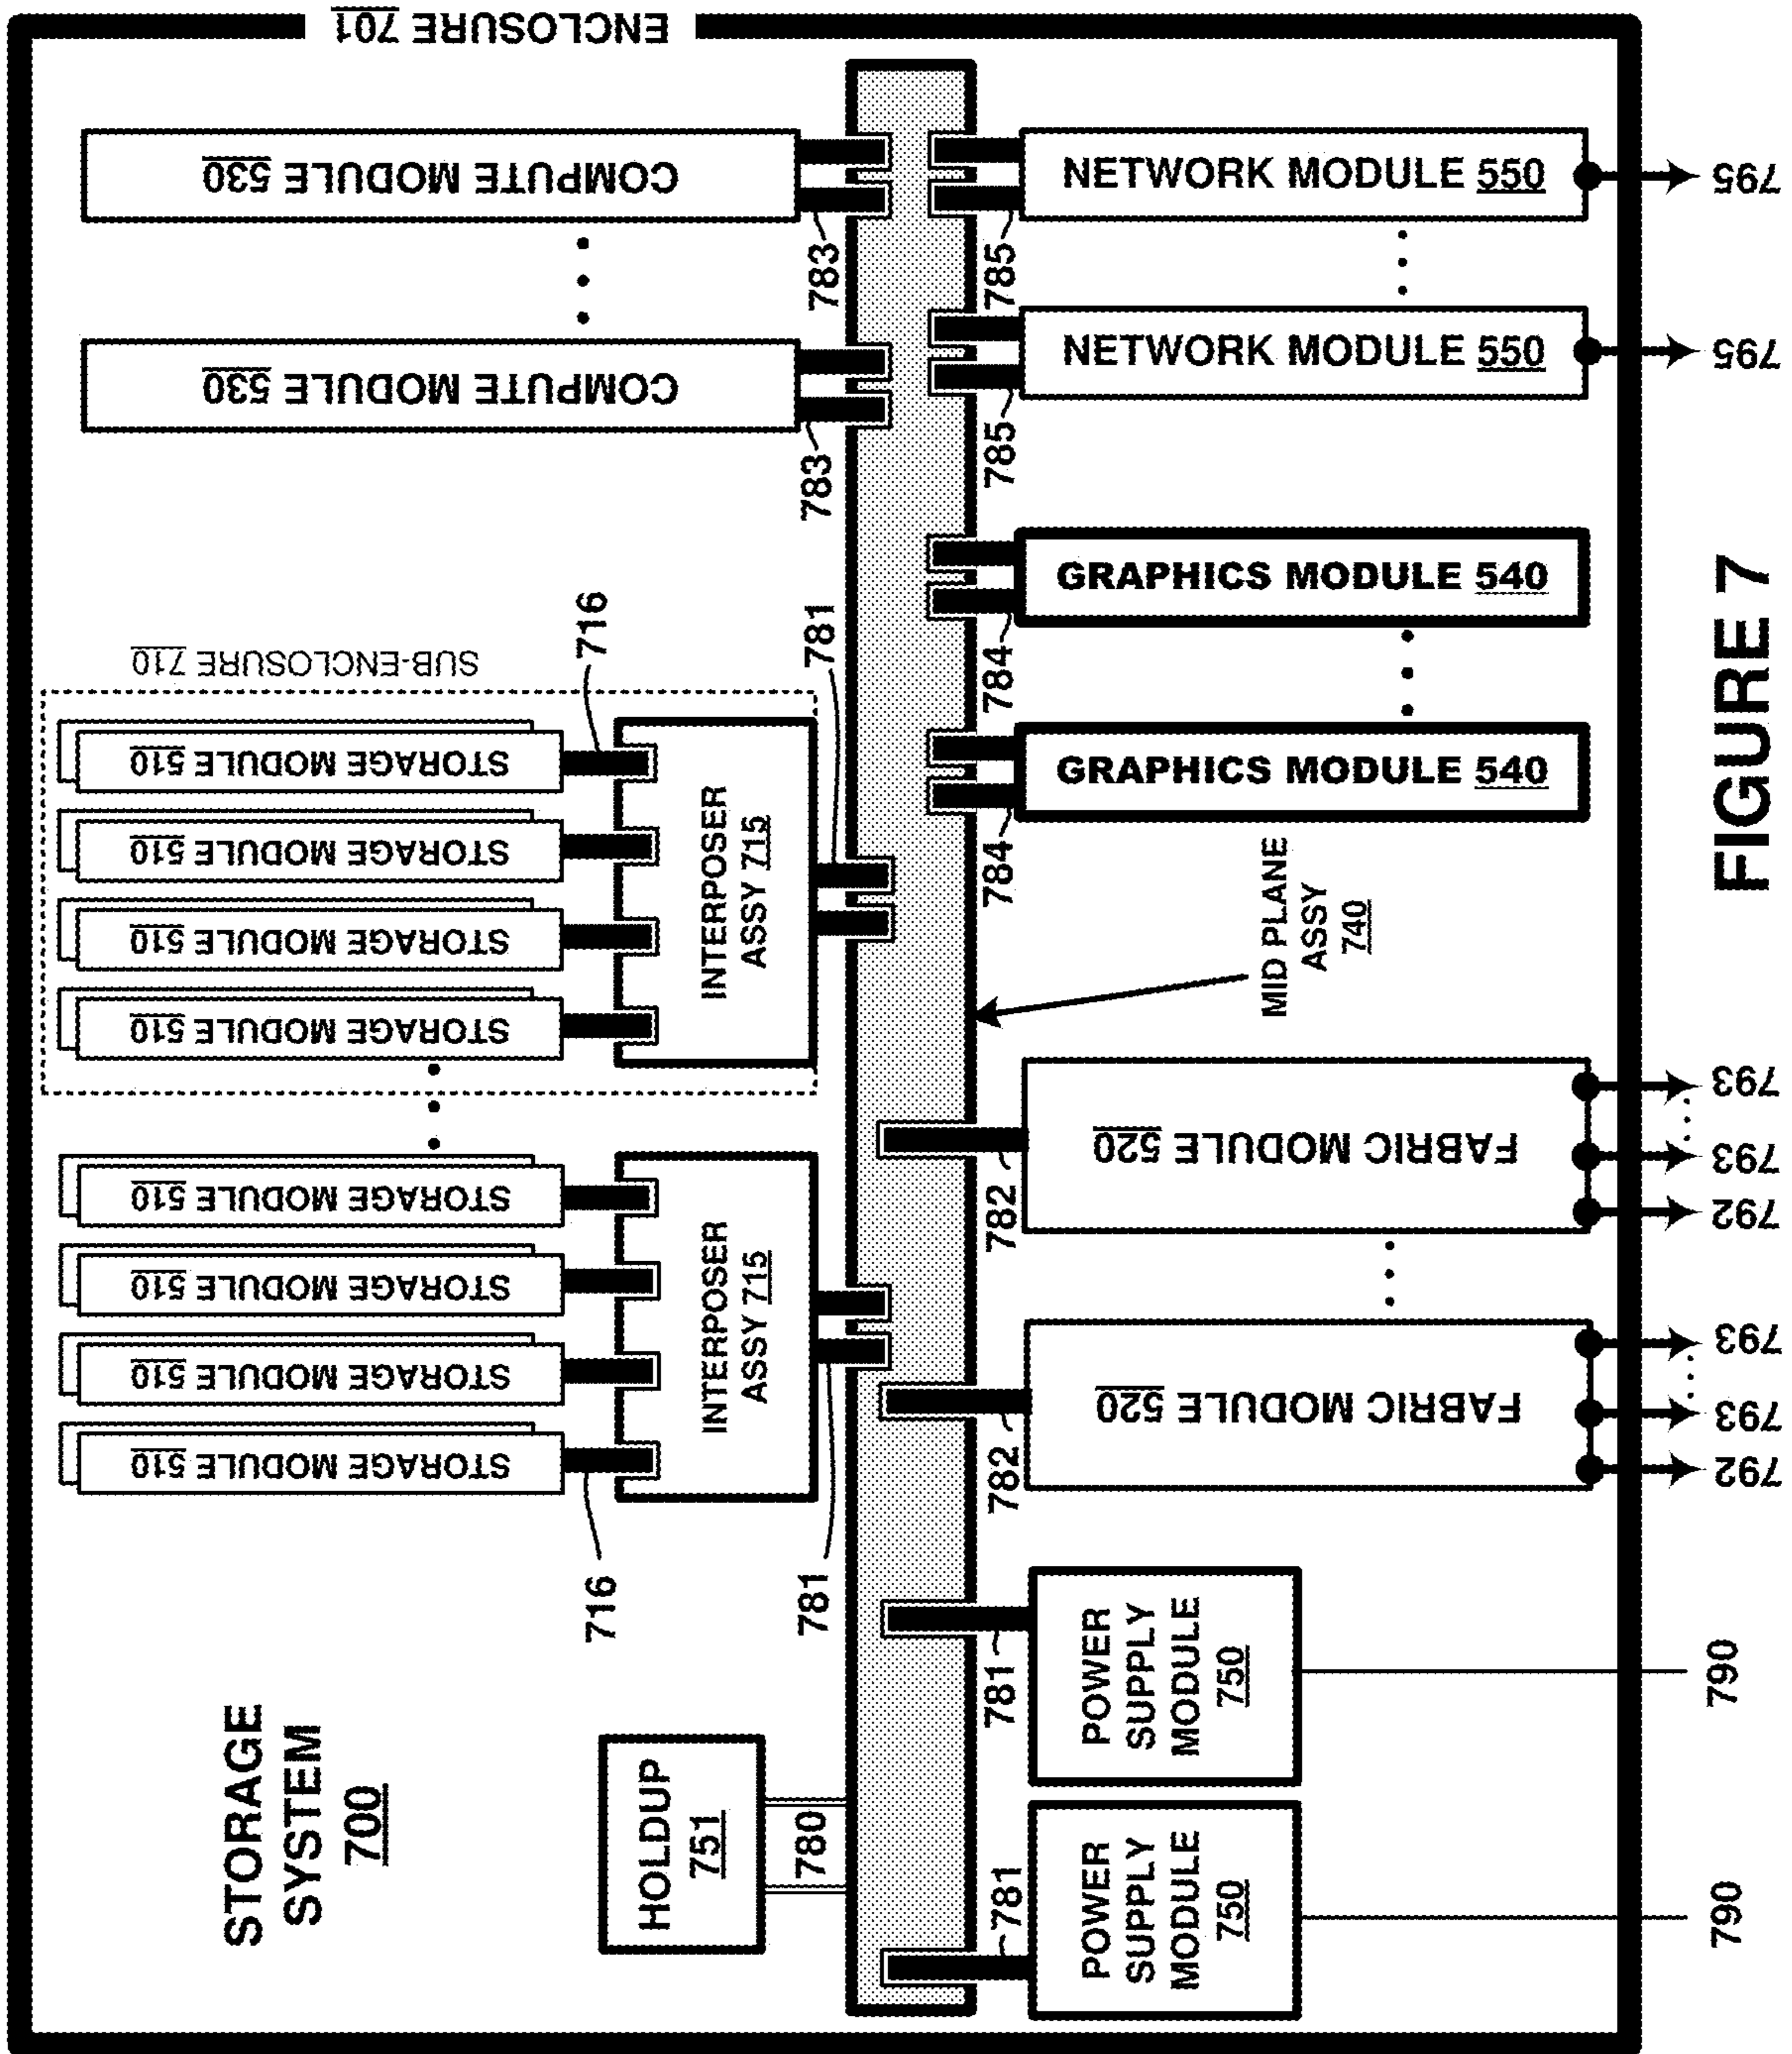 STORAGE
SYSTEM
700
ENCLOSURE 701
STORAGE MODULE 510
STORAGE MODULE 510
STORAGE MODULE 510
STORAGE MODULE 510
STORAGE MODULE 510
STORAGE MODULE 510
STORAGE MODULE 510
STORAGE MODULE 510
SUB-ENCLOSURE 710
COMPUTE MODULE 530
COMPUTE MODULE 530
716
716
HOLDUP
751
INTERPOSER
ASSY 715
INTERPOSER
ASSY 715
780
781
781
783
783
781
781
782
782
784
784
785
785
POWER
SUPPLY
MODULE
750
POWER
SUPPLY
MODULE
750
FABRIC MODULE 520
FABRIC MODULE 520
MID PLANE
ASSY
740
GRAPHICS MODULE 540
GRAPHICS MODULE 540
NETWORK MODULE 550
NETWORK MODULE 550
790
790
792
793
793
792
793
793
795
795
FIGURE 7